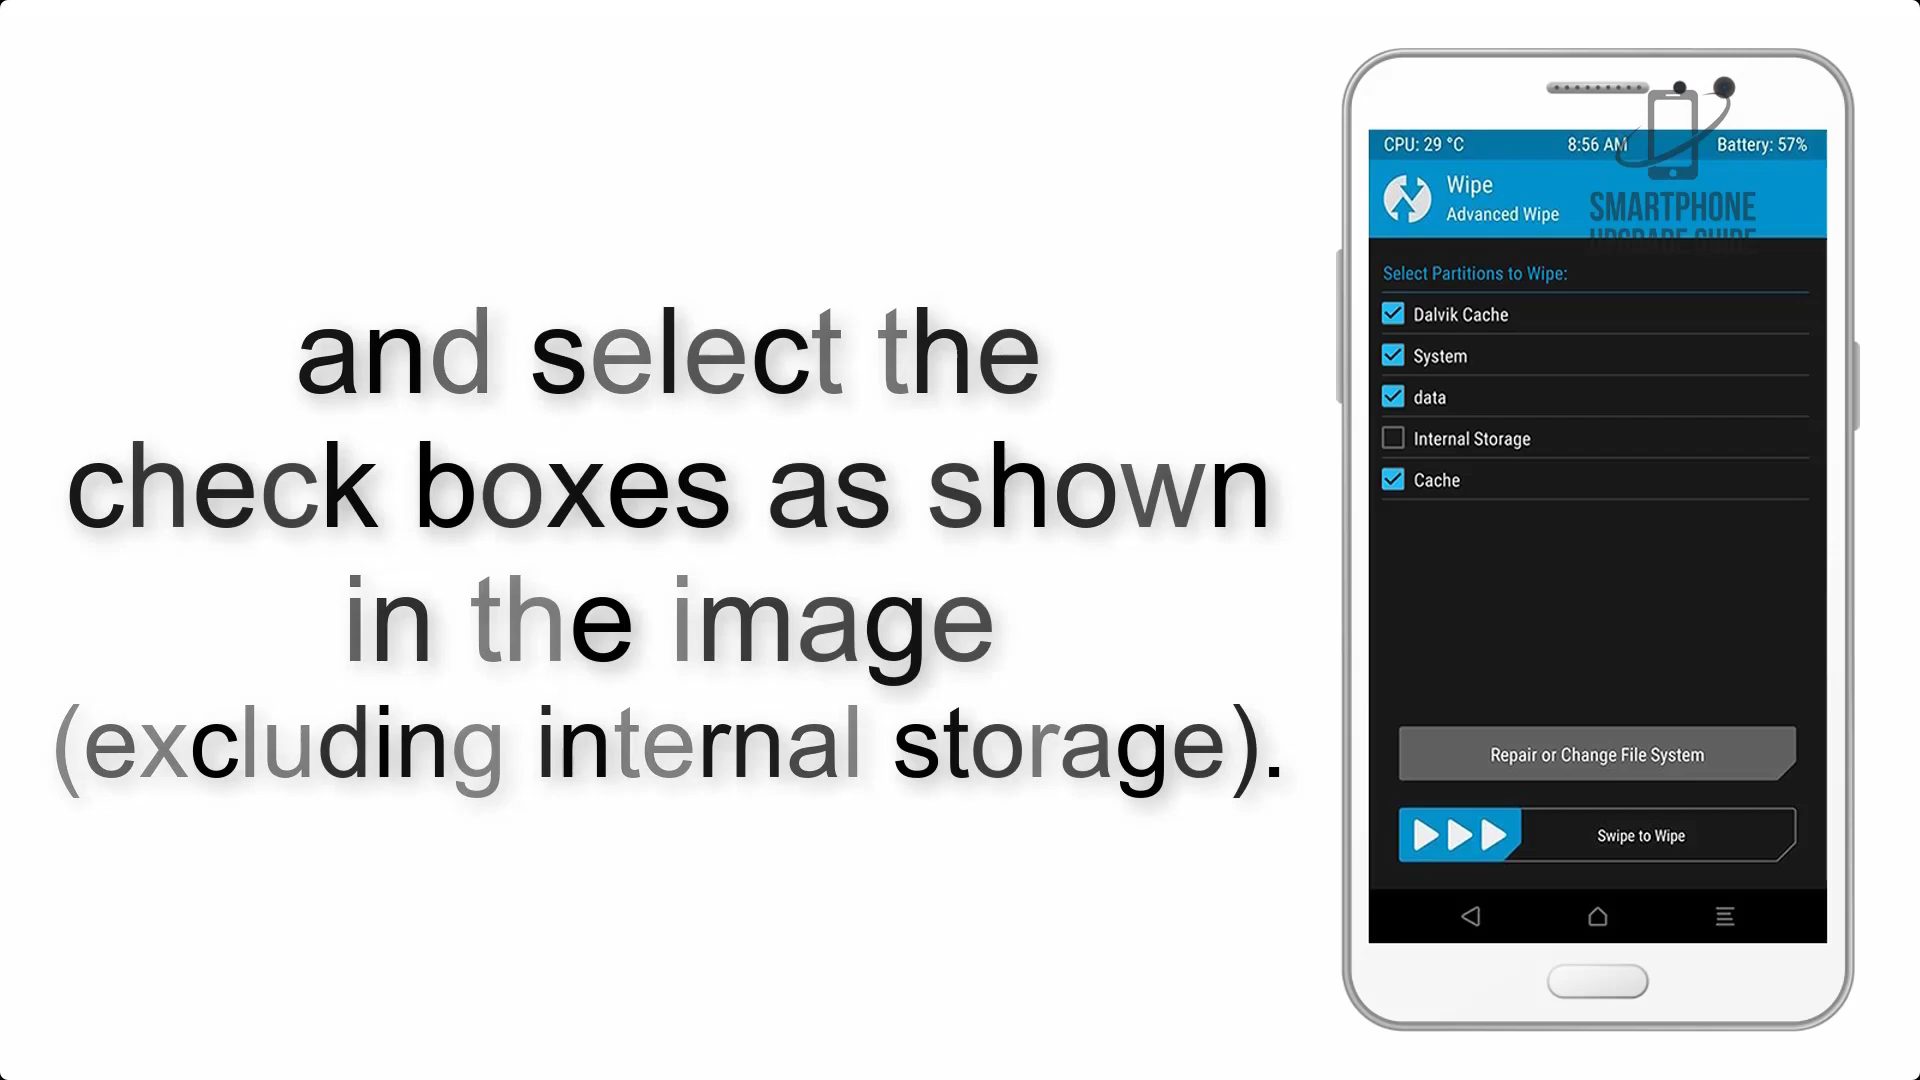 and select the
check boxes as shown
in the image
(excluding internal storage).
CPU: 29 °C 8:56 AM Battery: 57%
Wipe
Advanced Wipe
SMARTPHONE
UPGRADE GUIDE
Select Partitions to Wipe:
Dalvik Cache
System
data
Internal Storage
Cache
Repair or Change File System
Swipe to Wipe